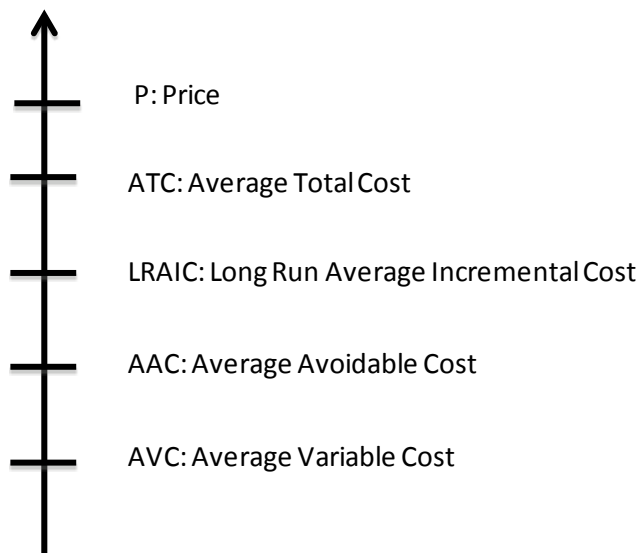 P: Price
ATC: Average Total Cost
LRAIC: Long Run Average Incremental Cost
AAC: Average Avoidable Cost
AVC: Average Variable Cost